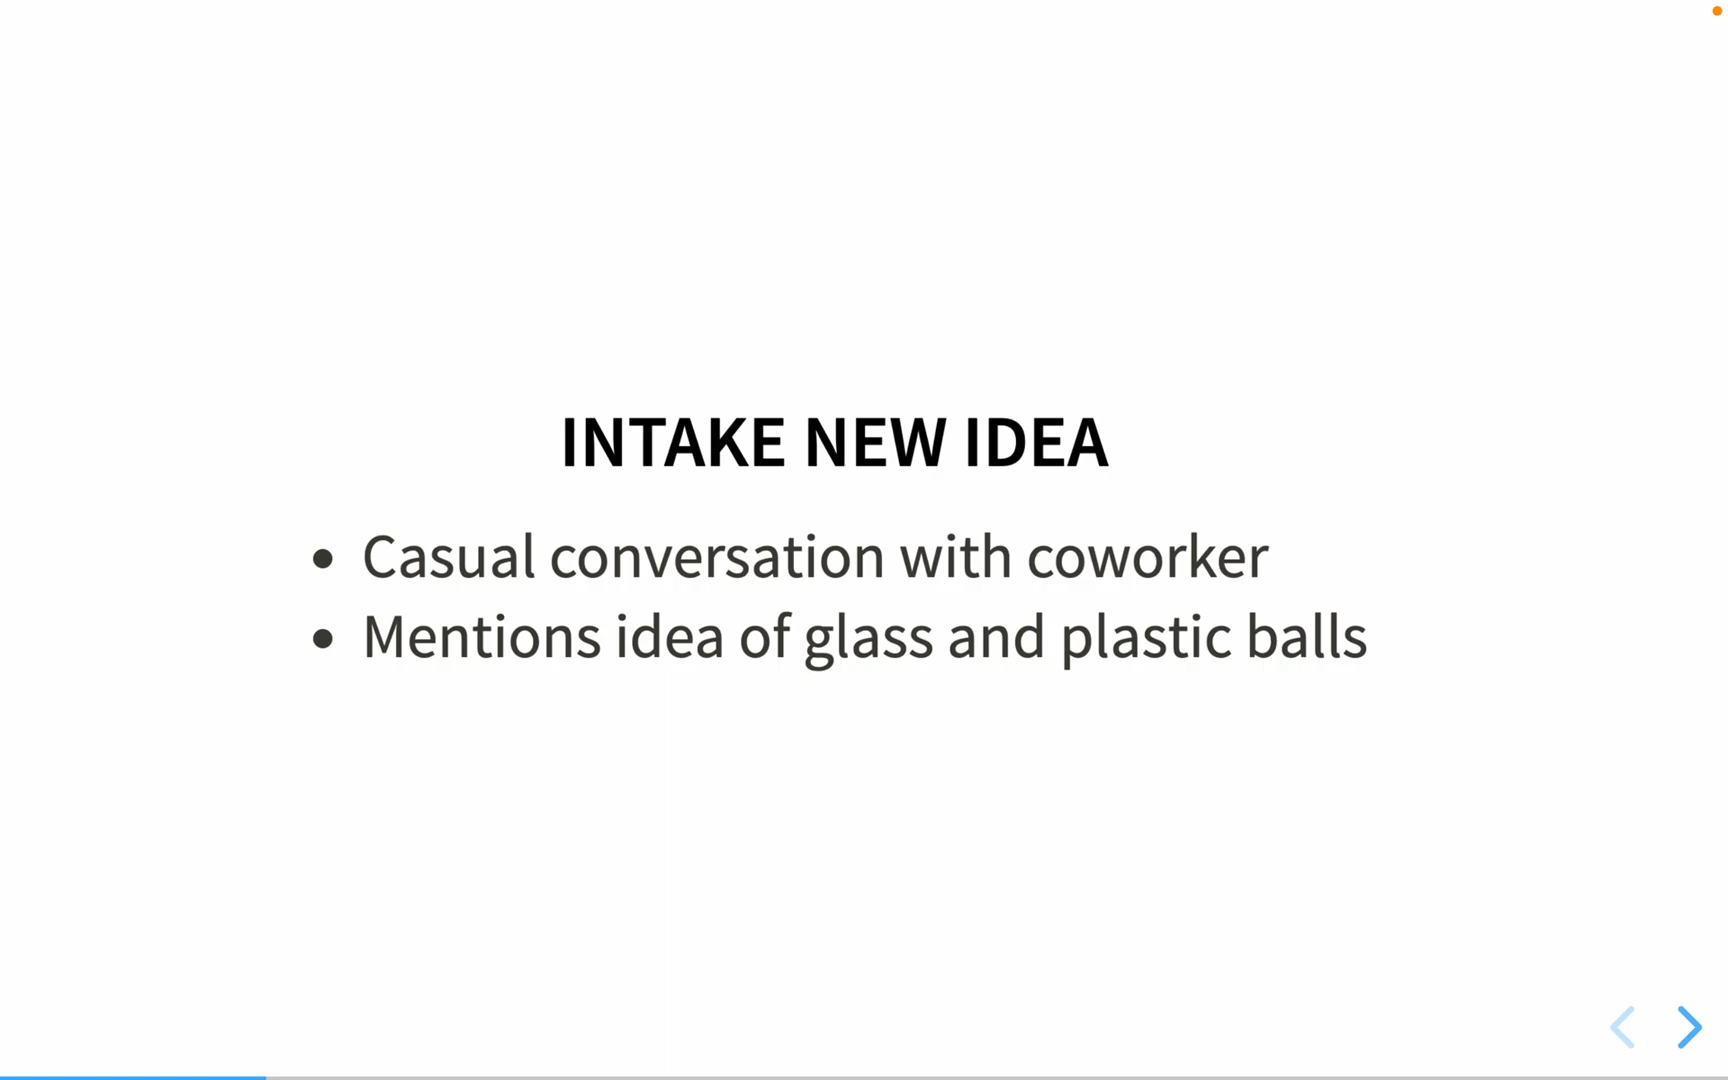 INTAKE NEW IDEA
• Casual conversation with coworker
• Mentions idea of glass and plastic balls